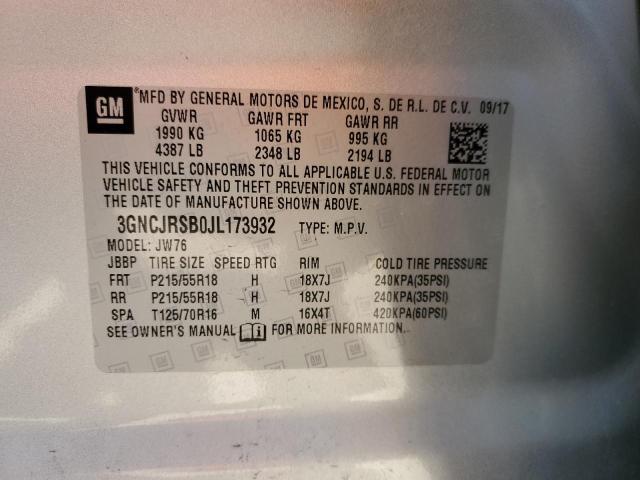 GM
®MFD BY GENERAL MOTORS DE MEXICO, S. DE R.L. DE C.V. 09/17
GVWR GAWR FRT GAWR RR
1990 KG 1065 KG 995 KG
4387 LB 2348 LB 2194 LB
THIS VEHICLE CONFORMS TO ALL APPLICABLE U.S. FEDERAL MOTOR
VEHICLE SAFETY AND THEFT PREVENTION STANDARDS IN EFFECT ON
THE DATE OF MANUFACTURE SHOWN ABOVE.
3GNCJRSB0JL173932 TYPE: M.P.V.
MODEL: JW76
JBBP TIRE SIZE SPEED RTG RIM COLD TIRE PRESSURE
FRT P215/55R18 H 18X7J 240KPA(35PSI)
RR P215/55R18 H 18X7J 240KPA(35PSI)
SPA T125/70R16 M 16X4T 420KPA(60PSI)
SEE OWNER'S MANUAL FOR MORE INFORMATION.